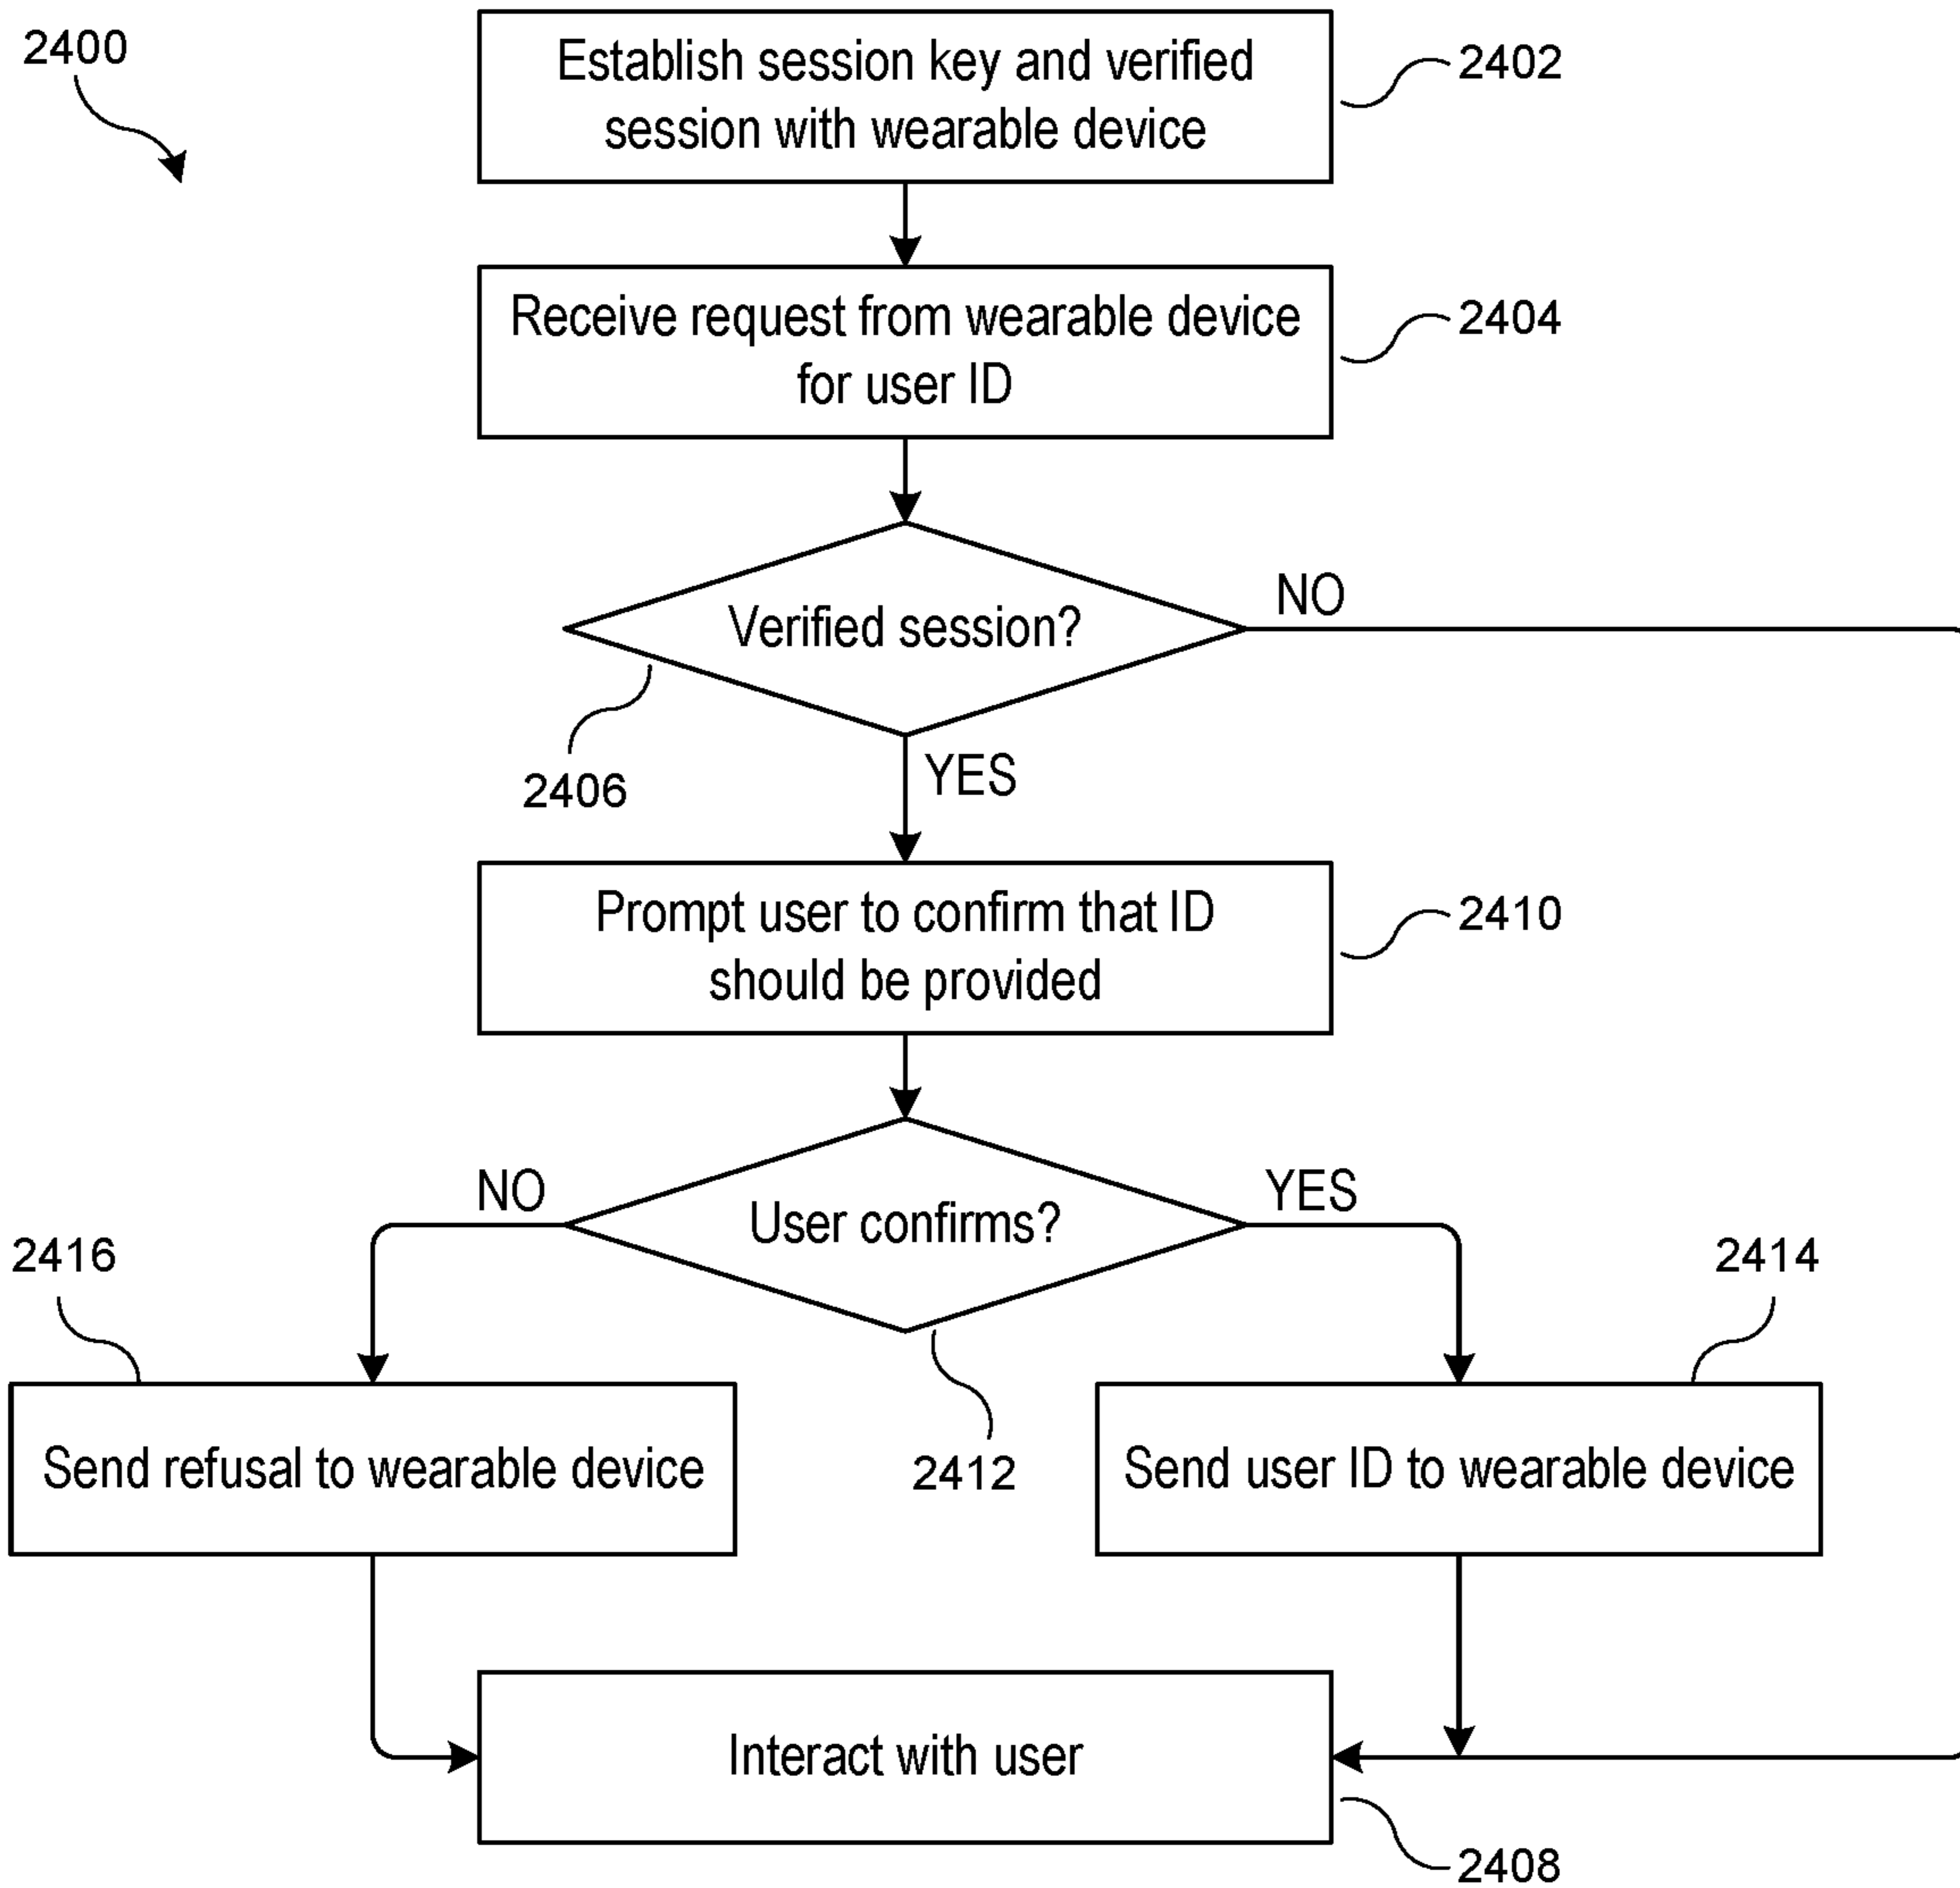 2400
Establish session key and verified
session with wearable device
2402
Receive request from wearable device
for user ID
2404
Verified session?
NO
2406
YES
Prompt user to confirm that ID
should be provided
2410
NO
User confirms?
YES
2416
2414
2412
Send refusal to wearable device
Send user ID to wearable device
Interact with user
2408